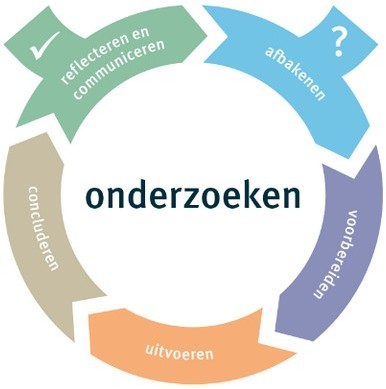 reflecteren en
communiceren
?
afbakenen
onderzoeken
voorbereiden
uitvoeren
concluderen